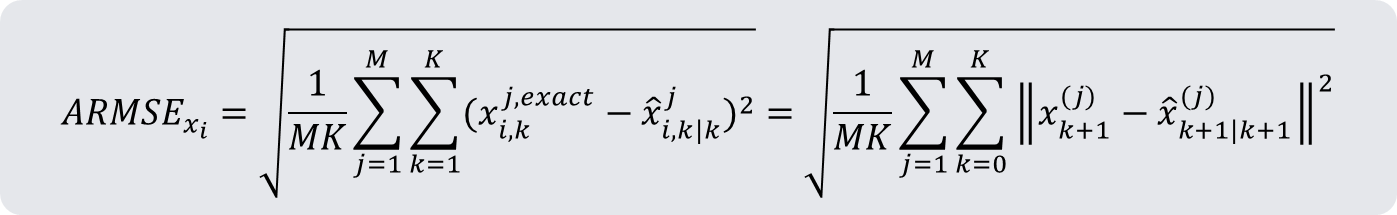 $ARMSE_{x_i} = \sqrt{\frac{1}{MK}\sum_{j=1}^{M}\sum_{k=1}^{K}(x_{i,k}^{j,exact} - \hat{x}_{i,k|k}^{j})^2} = \sqrt{\frac{1}{MK}\sum_{j=1}^{M}\sum_{k=0}^{K}\left\|x_{k+1}^{(j)} - \hat{x}_{k+1|k+1}^{(j)}\right\|^2}$